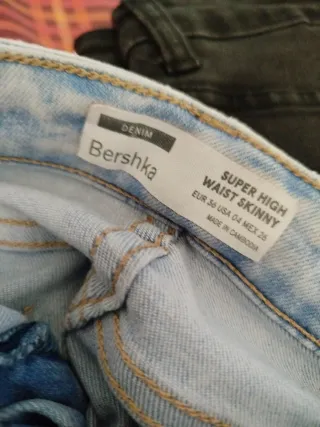 DENIM
Bershka
SUPER HIGH
WAIST SKINNY
EUR 36 USA 04 MEX 26
MADE IN CAMBODIA